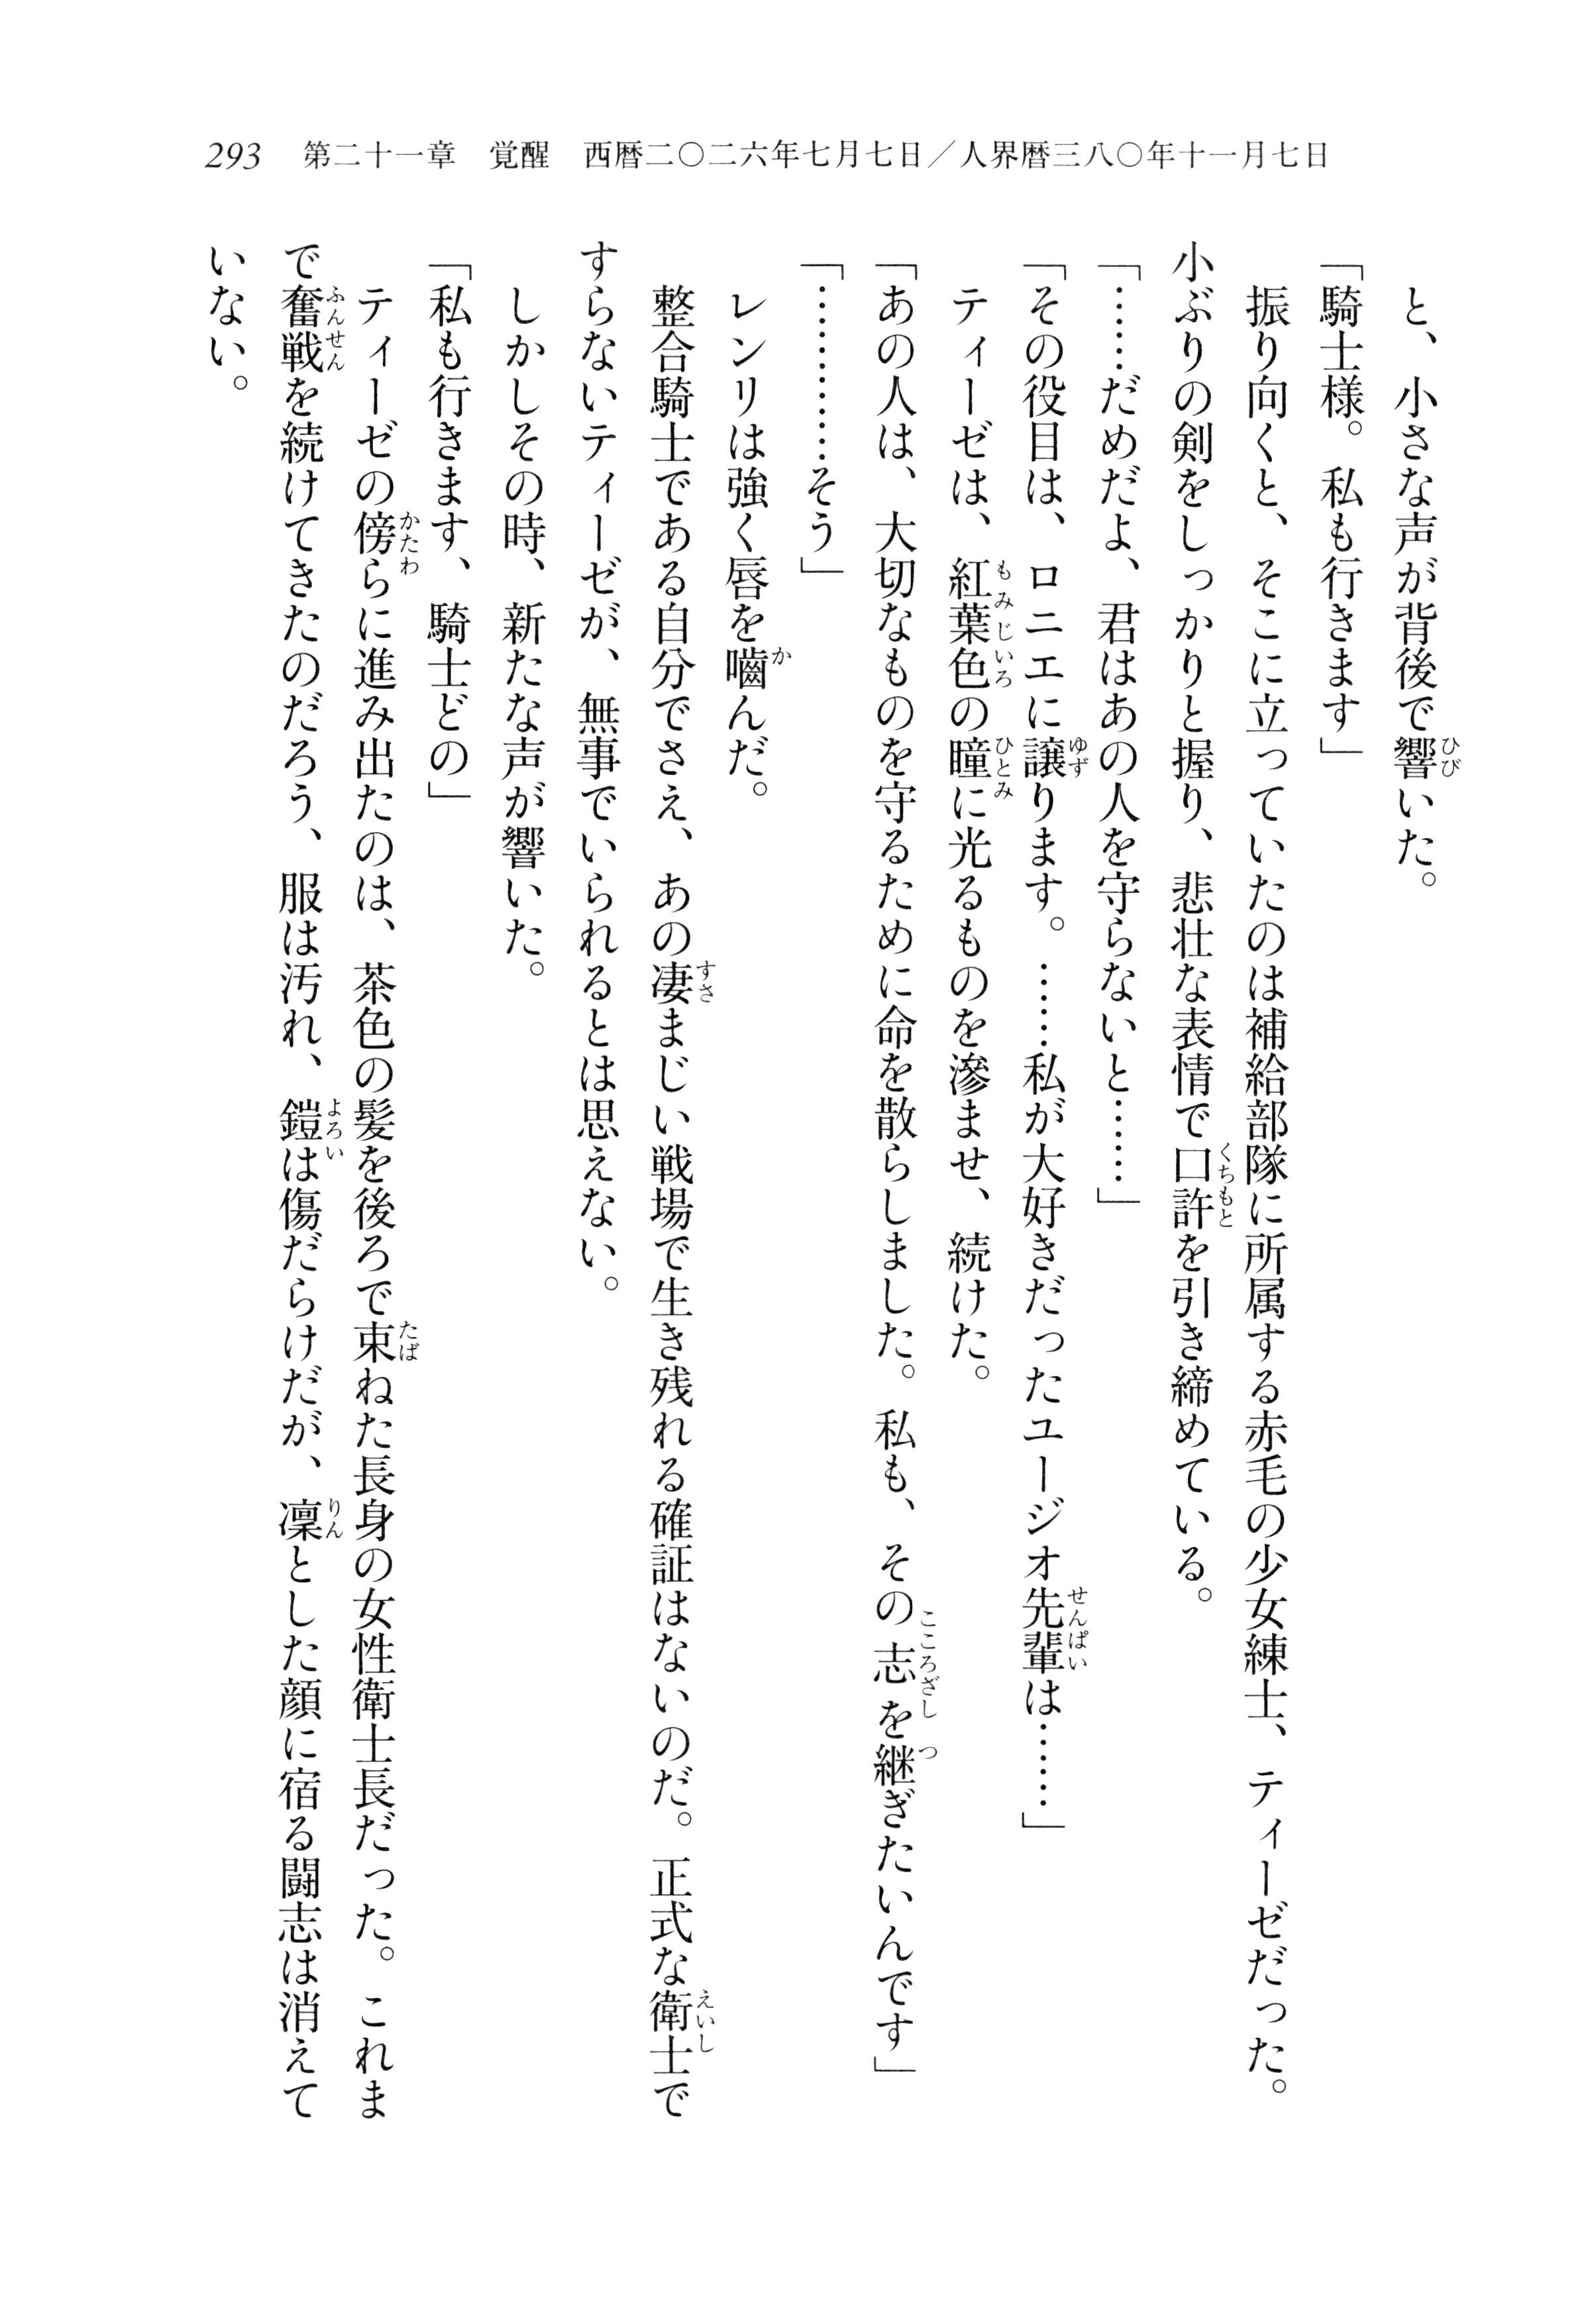 293　第二十一章　覚醒　西暦二〇二六年七月七日／人界暦三八〇年十一月七日
　と、小さな声が背後で響いた。
「騎士様。私も行きます」
　振り向くと、そこに立っていたのは補給部隊に所属する赤毛の少女練士、ティーゼだった。
小ぶりの剣をしっかりと握り、悲壮な表情で口許を引き締めている。
「……だめだよ、君はあの人を守らないと……」
「その役目は、ロニエに譲ります。……私が大好きだったユージオ先輩は……」
　ティーゼは、紅葉色の瞳に光るものを滲ませ、続けた。
「あの人は、大切なものを守るために命を散らしました。私も、その志を継ぎたいんです」
「…………そう」
　レンリは強く唇を嚙んだ。
　整合騎士である自分でさえ、あの凄まじい戦場で生き残れる確証はないのだ。正式な衛士で
すらないティーゼが、無事でいられるとは思えない。
　しかしその時、新たな声が響いた。
「私も行きます、騎士どの」
　ティーゼの傍らに進み出たのは、茶色の髪を後ろで束ねた長身の女性衛士長だった。これま
で奮戦を続けてきたのだろう、服は汚れ、鎧は傷だらけだが、凜とした顔に宿る闘志は消えて
いない。